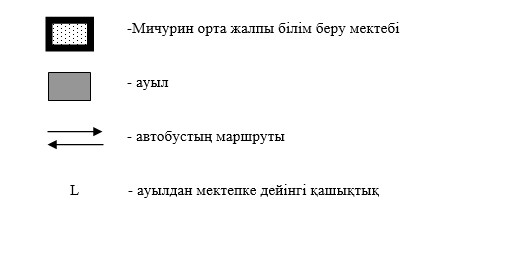 -Мичурин орта жалпы білім беру мектебі
- ауыл
- автобустың маршруты
L - ауылдан мектепке дейінгі қашықтық